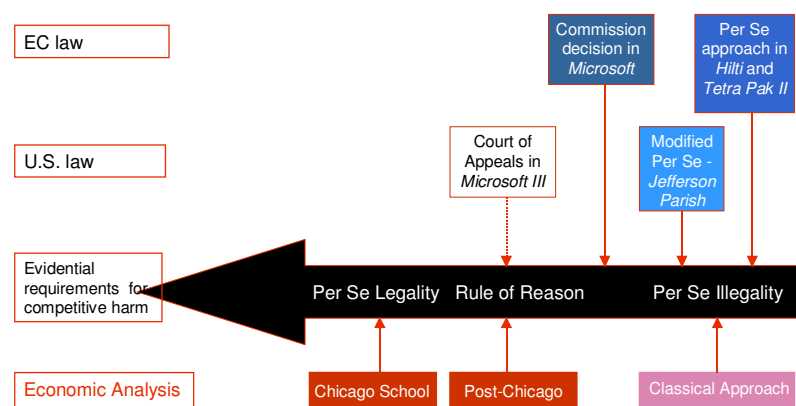 EC law
Commission
decision in
Microsoft
Per Se
approach in
Hilti and
Tetra Pak II
U.S. law
Court of
Appeals in
Microsoft III
Modified
Per Se -
Jefferson
Parish
Evidential
requirements for
competitive harm
Per Se Legality
Rule of Reason
Per Se Illegality
Economic Analysis
Chicago School
Post-Chicago
Classical Approach